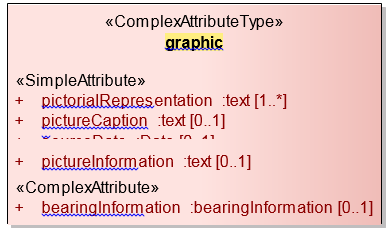 «ComplexAttributeType»
graphic
«SimpleAttribute»
+ pictorialRepresentation :text [1..*]
+ pictureCaption :text [0..1]
+ pictureInformation :text [0..1]
«ComplexAttribute»
+ bearingInformation :bearingInformation [0..1]